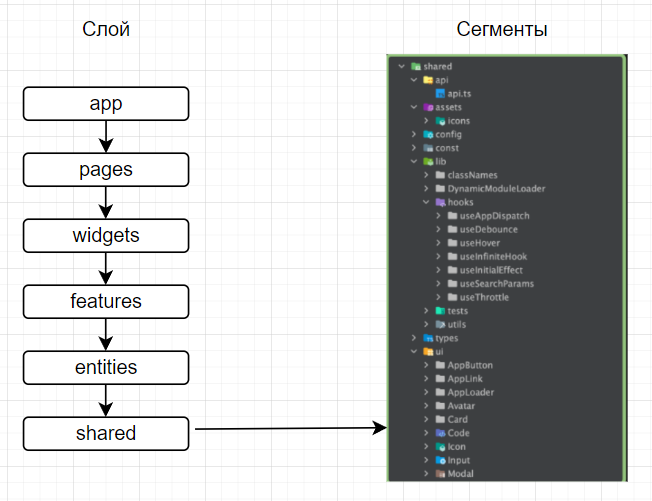 Слой
Сегменты
app
pages
widgets
features
entities
shared
shared
api
api.ts
assets
icons
config
const
lib
classNames
DynamicModuleLoader
hooks
useAppDispatch
useDebounce
useHover
useInfiniteHook
useInitialEffect
useSearchParams
useThrottle
tests
utils
types
ui
AppButton
AppLink
AppLoader
Avatar
Card
Code
Icon
Input
Modal